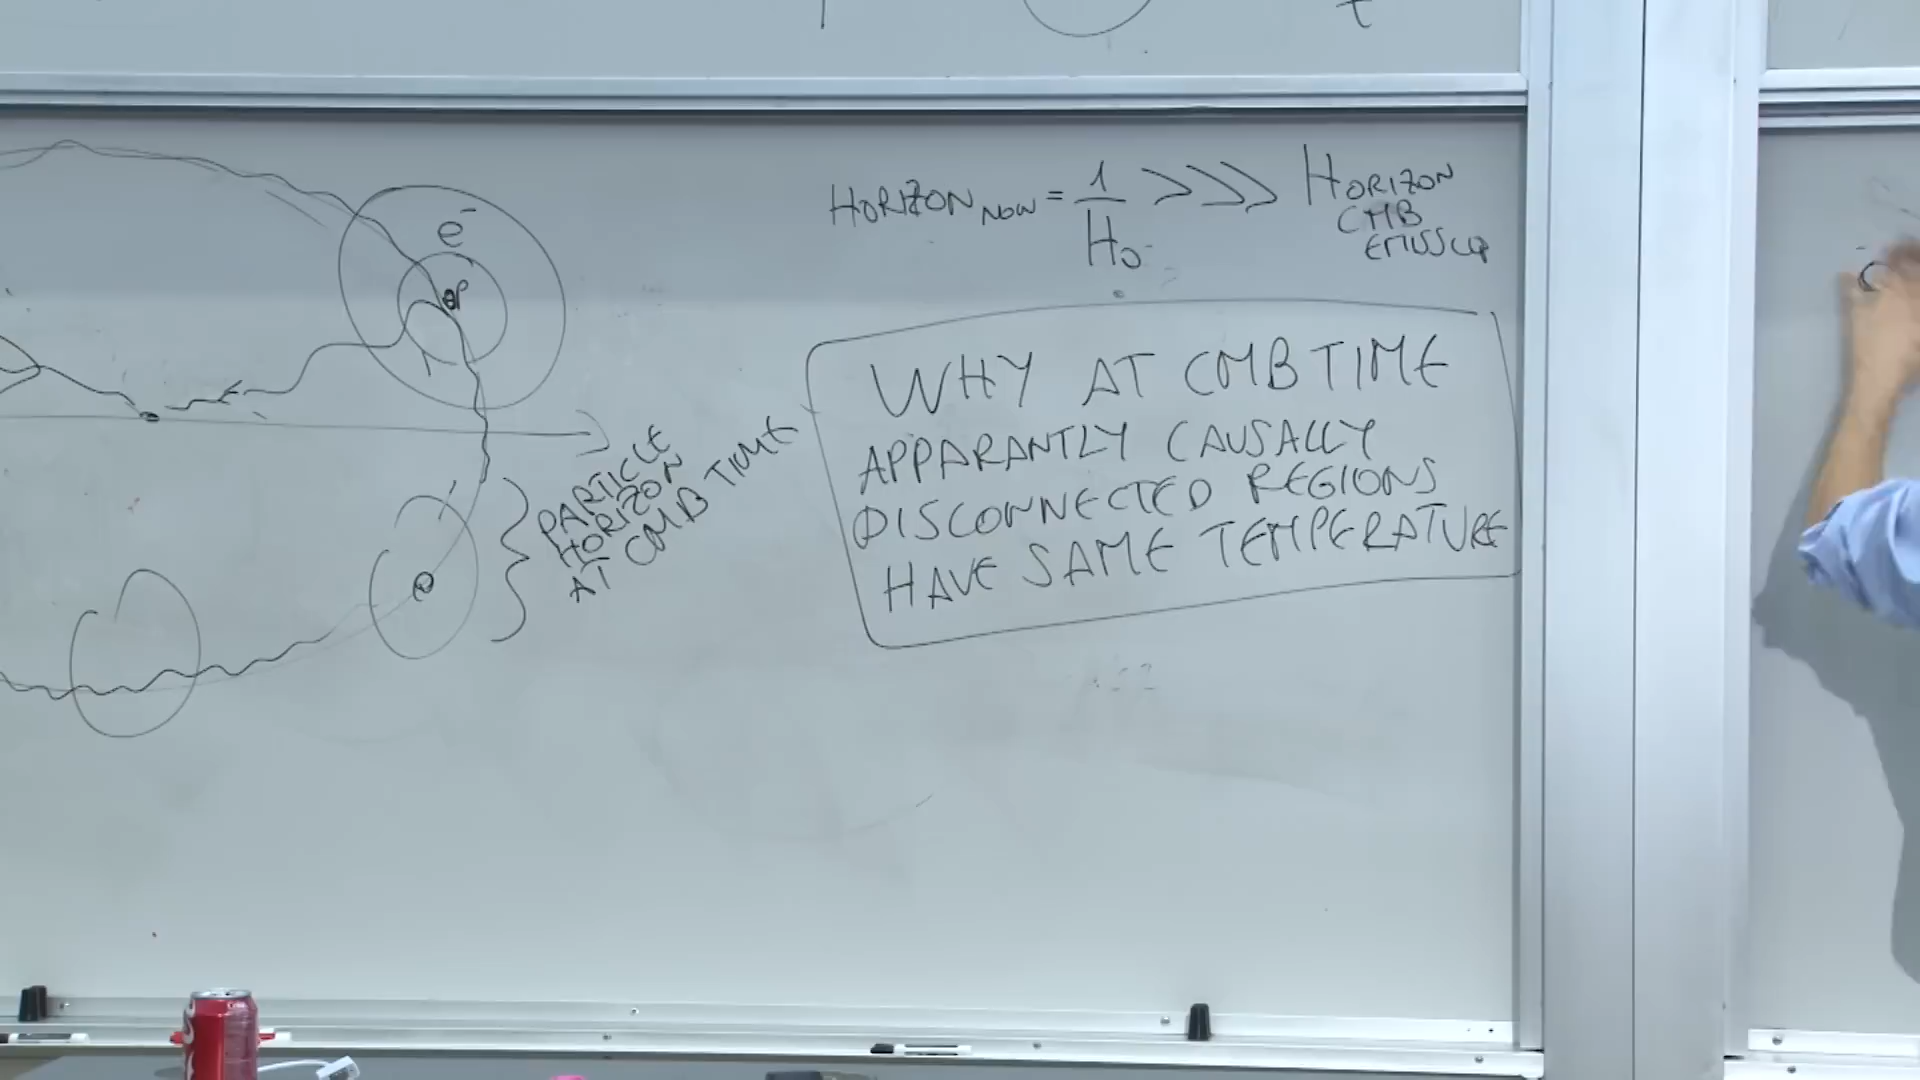 e⁻
P
HORIZON NOW = 1/H₀ >>> HORIZON CMB
PARTICLE
HORIZON
AT CMB TIME
WHY AT CMB TIME
APPARANTLY CAUSALLY
DISCONNECTED REGIONS
HAVE SAME TEMPERATURE